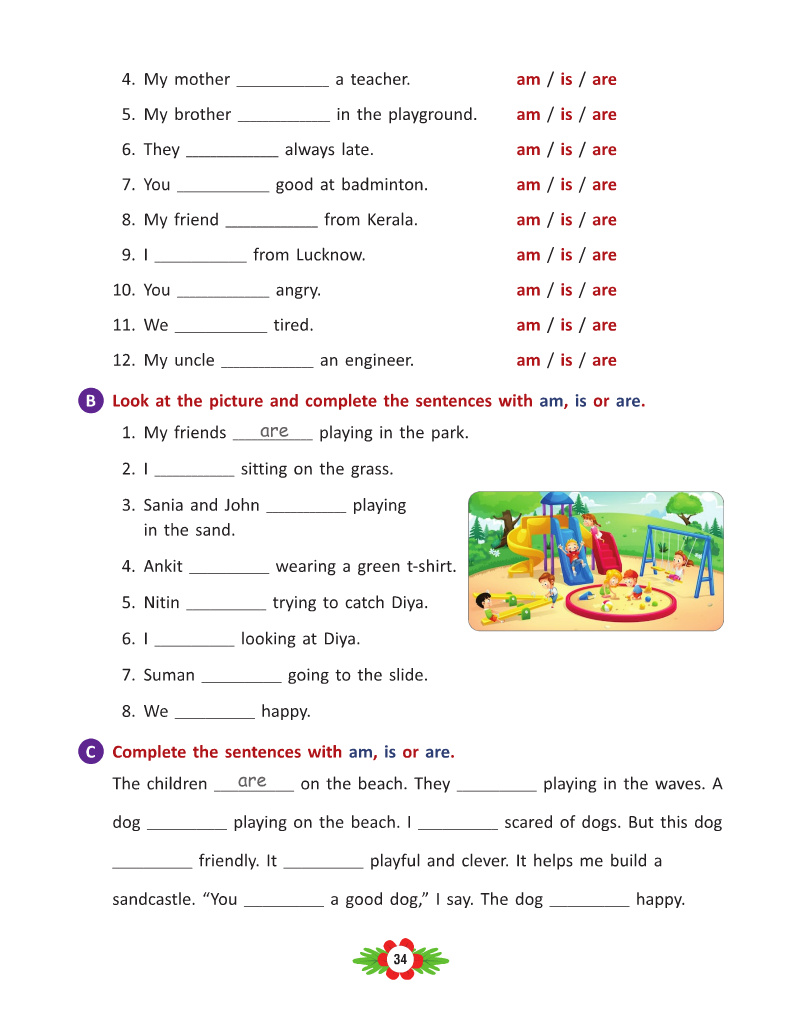 4. My mother __________ a teacher. am / is / are
5. My brother __________ in the playground. am / is / are
6. They __________ always late. am / is / are
7. You __________ good at badminton. am / is / are
8. My friend __________ from Kerala. am / is / are
9. I __________ from Lucknow. am / is / are
10. You __________ angry. am / is / are
11. We __________ tired. am / is / are
12. My uncle __________ an engineer. am / is / are
B Look at the picture and complete the sentences with am, is or are.
1. My friends ___are___ playing in the park.
2. I _________ sitting on the grass.
3. Sania and John _________ playing
in the sand.
4. Ankit _________ wearing a green t-shirt.
5. Nitin _________ trying to catch Diya.
6. I _________ looking at Diya.
7. Suman _________ going to the slide.
8. We _________ happy.
C Complete the sentences with am, is or are.
The children ___are___ on the beach. They _________ playing in the waves. A
dog _________ playing on the beach. I _________ scared of dogs. But this dog
_________ friendly. It _________ playful and clever. It helps me build a
sandcastle. “You _________ a good dog,” I say. The dog _________ happy.
34